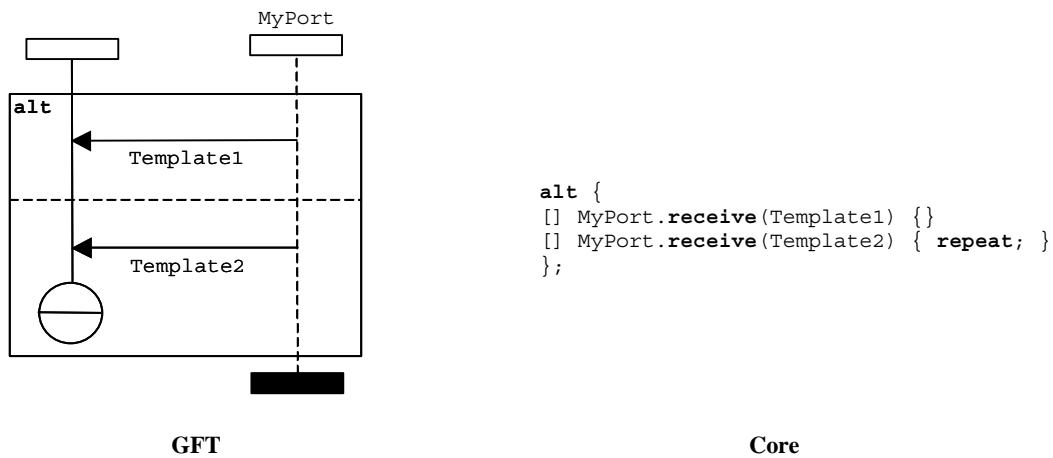 MyPort
alt
Template1
Template2
alt {
[] MyPort.receive(Template1) {}
[] MyPort.receive(Template2) { repeat; }
};
GFT
Core